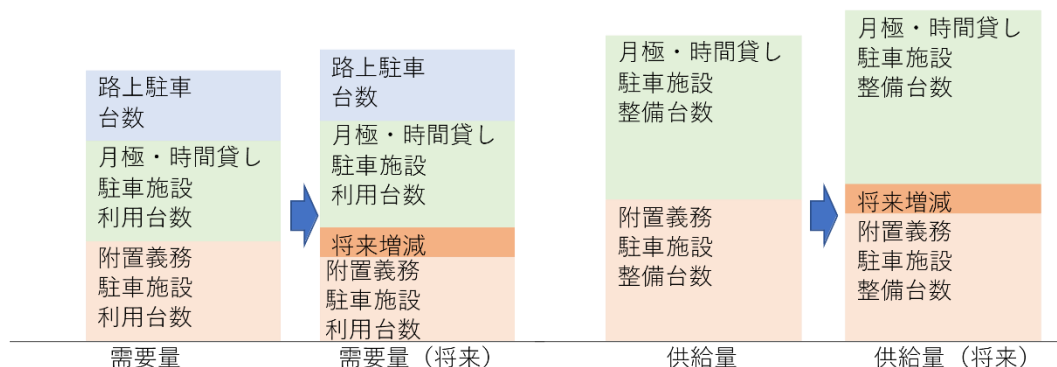 路上駐車
台数
月極・時間貸し
駐車施設
利用台数
附置義務
駐車施設
利用台数
需要量
路上駐車
台数
月極・時間貸し
駐車施設
利用台数
将来増減
附置義務
駐車施設
利用台数
需要量（将来）
月極・時間貸し
駐車施設
整備台数
附置義務
駐車施設
整備台数
供給量
月極・時間貸し
駐車施設
整備台数
将来増減
附置義務
駐車施設
整備台数
供給量（将来）